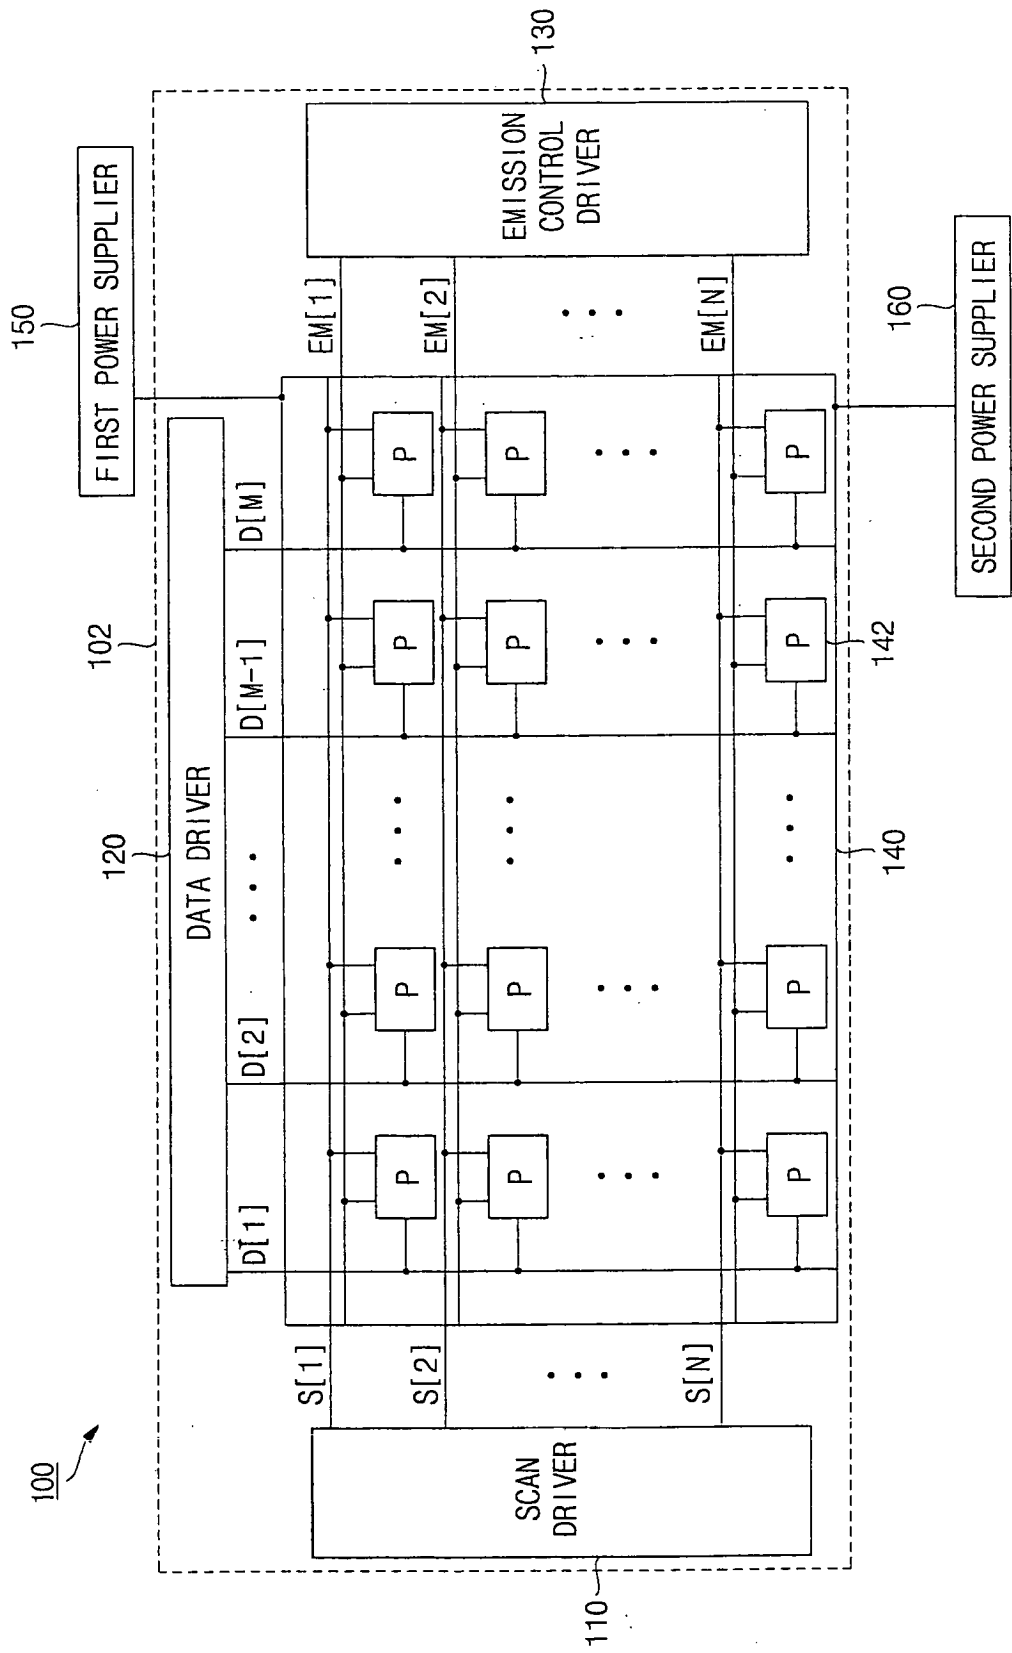 100
150
FIRST POWER SUPPLIER
102
120
DATA DRIVER
D[1]
D[2]
D[M-1]
D[M]
130
EMISSION
CONTROL
DRIVER
EM[1]
EM[2]
EM[N]
110
SCAN
DRIVER
S[1]
S[2]
S[N]
P
P
P
P
P
P
P
P
P
P
P
P
140
142
160
SECOND POWER SUPPLIER